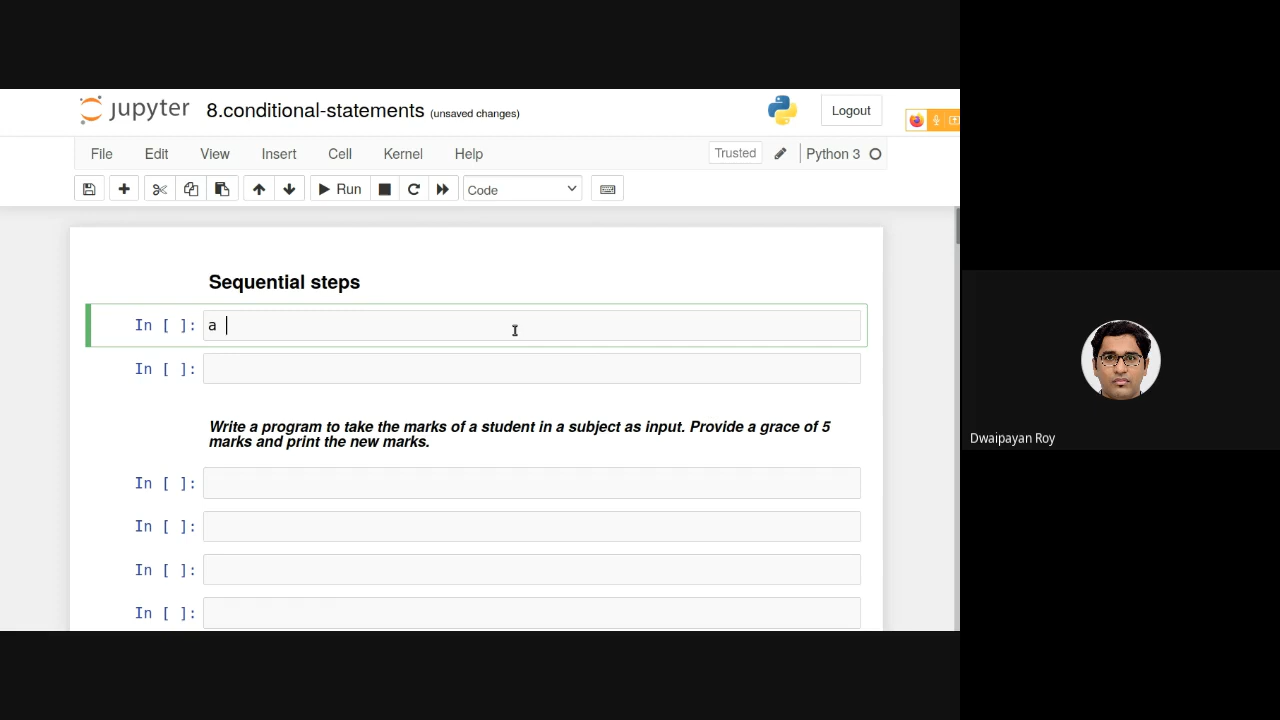 jupyter 8.conditional-statements (unsaved changes) Logout
File Edit View Insert Cell Kernel Help Trusted Python 3
Run Code
Sequential steps
In [ ]: a
In [ ]:
Write a program to take the marks of a student in a subject as input. Provide a grace of 5
marks and print the new marks.
In [ ]:
In [ ]:
In [ ]:
In [ ]:
Dwaipayan Roy